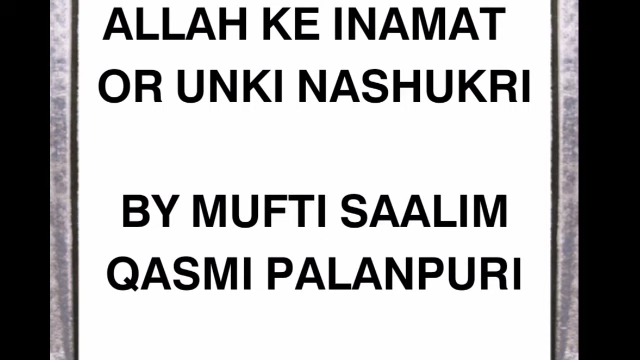 ALLAH KE INAMAT
OR UNKI NASHUKRI
BY MUFTI SAALIM
QASMI PALANPURI